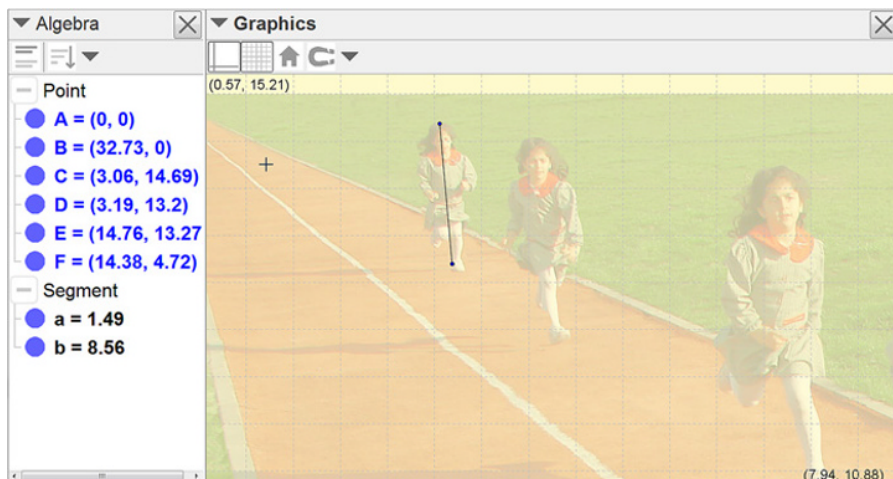 Algebra
Graphics
(0.57, 15.21)
Point
A = (0, 0)
B = (32.73, 0)
C = (3.06, 14.69)
D = (3.19, 13.2)
E = (14.76, 13.27
F = (14.38, 4.72)
Segment
a = 1.49
b = 8.56
(7.94, 10.88)